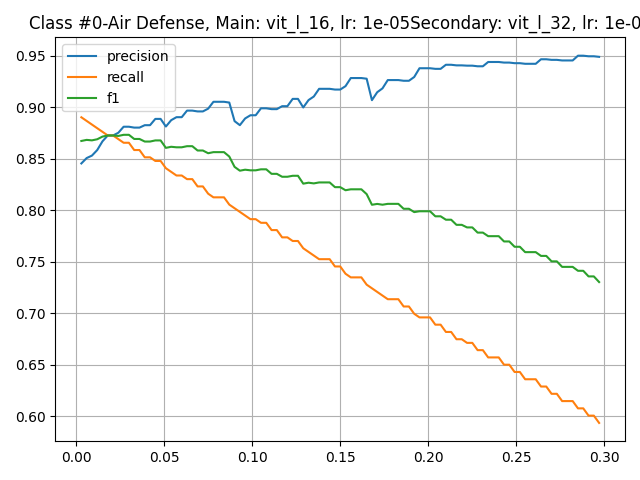 Class #0-Air Defense, Main: vit_l_16, lr: 1e-05Secondary: vit_l_32, lr: 1e-0
precision
recall
f1
0.95
0.90
0.85
0.80
0.75
0.70
0.65
0.60
0.00 0.05 0.10 0.15 0.20 0.25 0.30